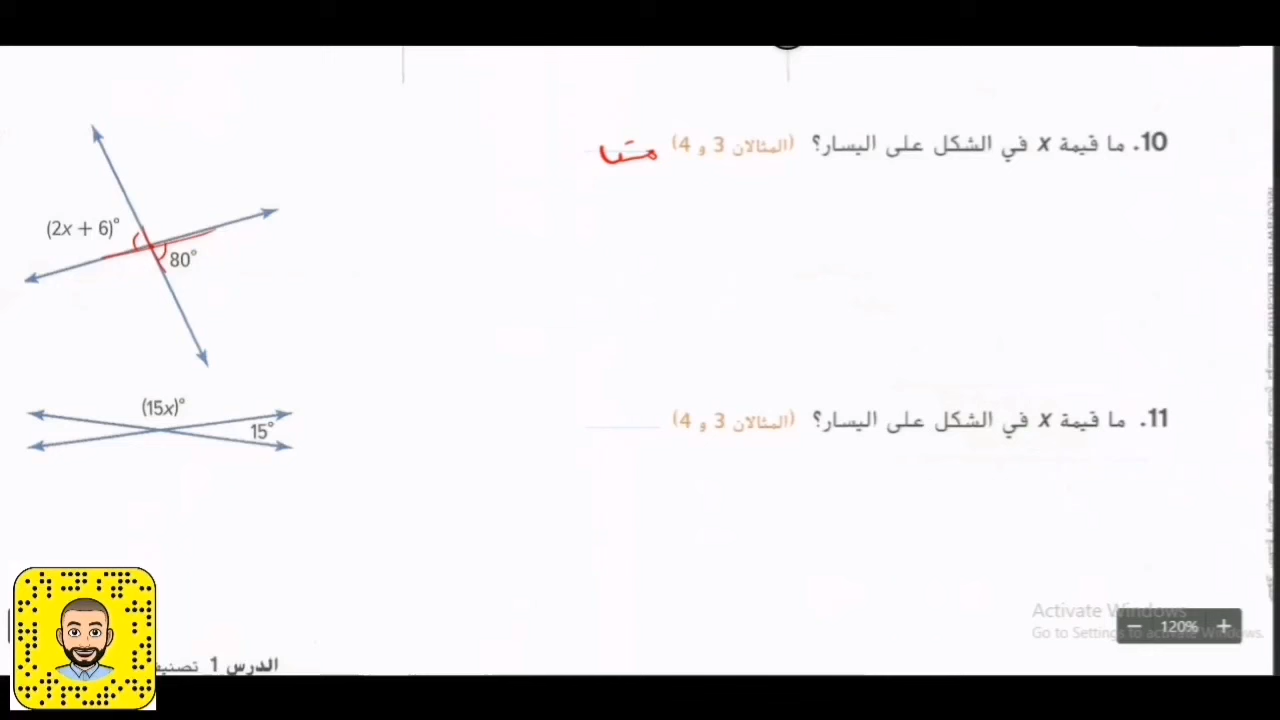 10. ما قيمة x في الشكل على اليسار؟ (المثالان 3 و 4)
(2x + 6)°
80°
11. ما قيمة x في الشكل على اليسار؟ (المثالان 3 و 4)
(15x)°
15°
Activate Windows
Go to Settings to activate Windows.
− 120% +
الدرس 1